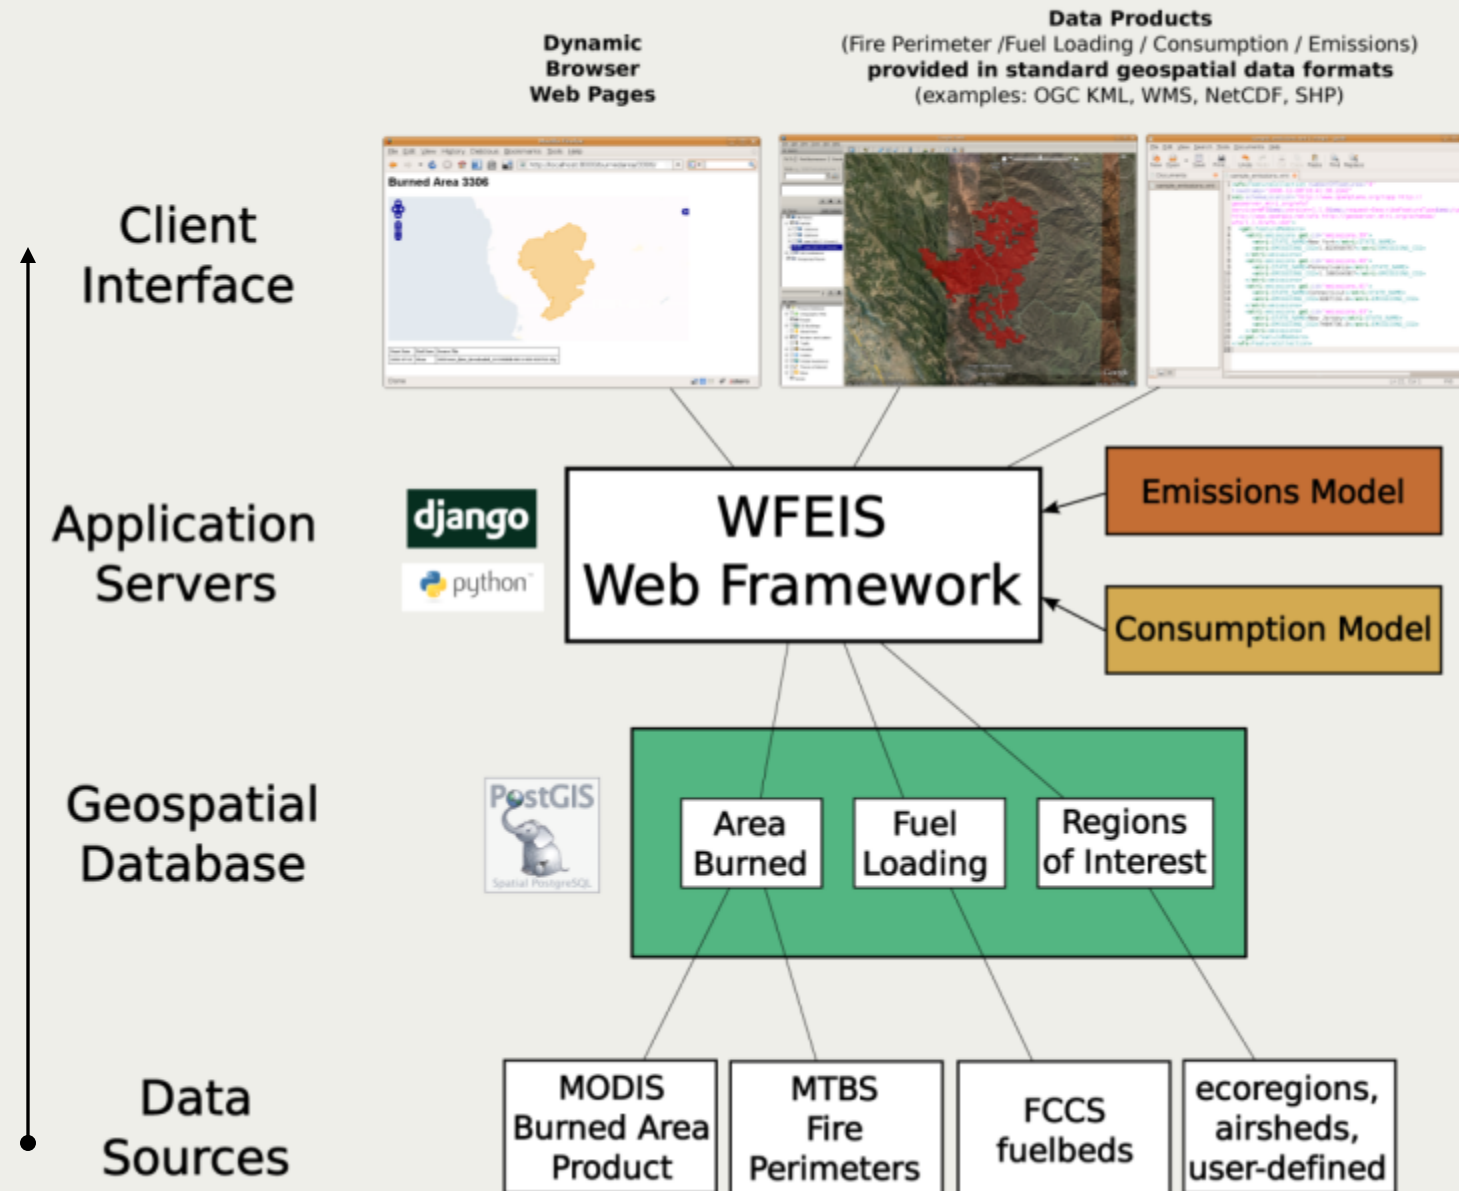 Dynamic
Browser
Web Pages
Data Products
(Fire Perimeter /Fuel Loading / Consumption / Emissions)
provided in standard geospatial data formats
(examples: OGC KML, WMS, NetCDF, SHP)
Burned Area 3306
Client
Interface
Application
Servers
django
python
WFEIS
Web Framework
Emissions Model
Consumption Model
Geospatial
Database
PostGIS
Spatial PostgreSQL
Area
Burned
Fuel
Loading
Regions
of Interest
Data
Sources
MODIS
Burned Area
Product
MTBS
Fire
Perimeters
FCCS
fuelbeds
ecoregions,
airsheds,
user-defined